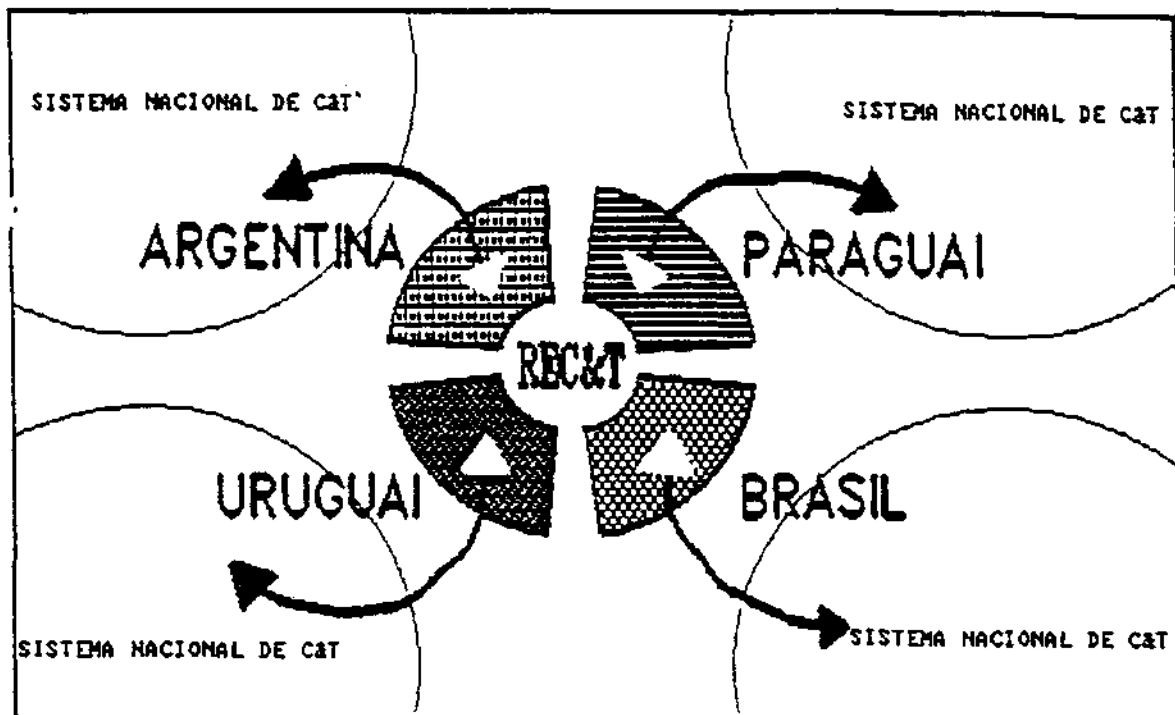 SISTEMA NACIONAL DE C&T
SISTEMA NACIONAL DE C&T
ARGENTINA
PARAGUAI
REC&T
URUGUAI
BRASIL
SISTEMA NACIONAL DE C&T
SISTEMA NACIONAL DE C&T